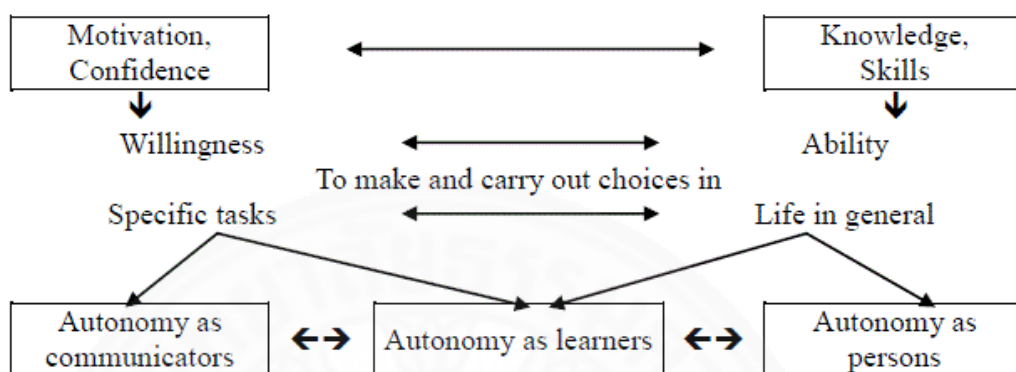 Motivation,
Confidence
Knowledge,
Skills
Willingness
Ability
To make and carry out choices in
Specific tasks
Life in general
Autonomy as
communicators
Autonomy as learners
Autonomy as
persons